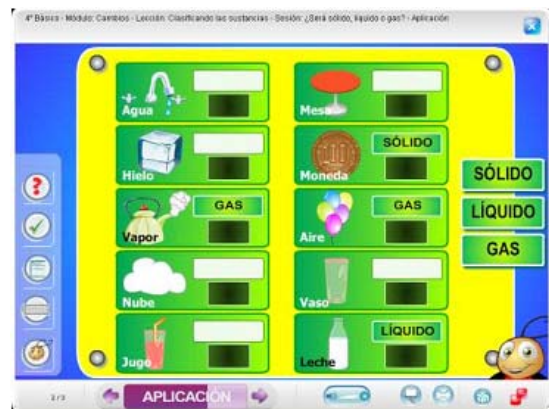 4º Básico - Módulo: Cambios - Lección: Clasificando las sustancias - Sesión: ¿Será sólido, líquido o gas? - Aplicación
Agua
Mesa
Hielo
Moneda
SÓLIDO
Vapor
GAS
Aire
GAS
Nube
Vaso
Jugo
Leche
LÍQUIDO
SÓLIDO
LÍQUIDO
GAS
APLICACIÓN